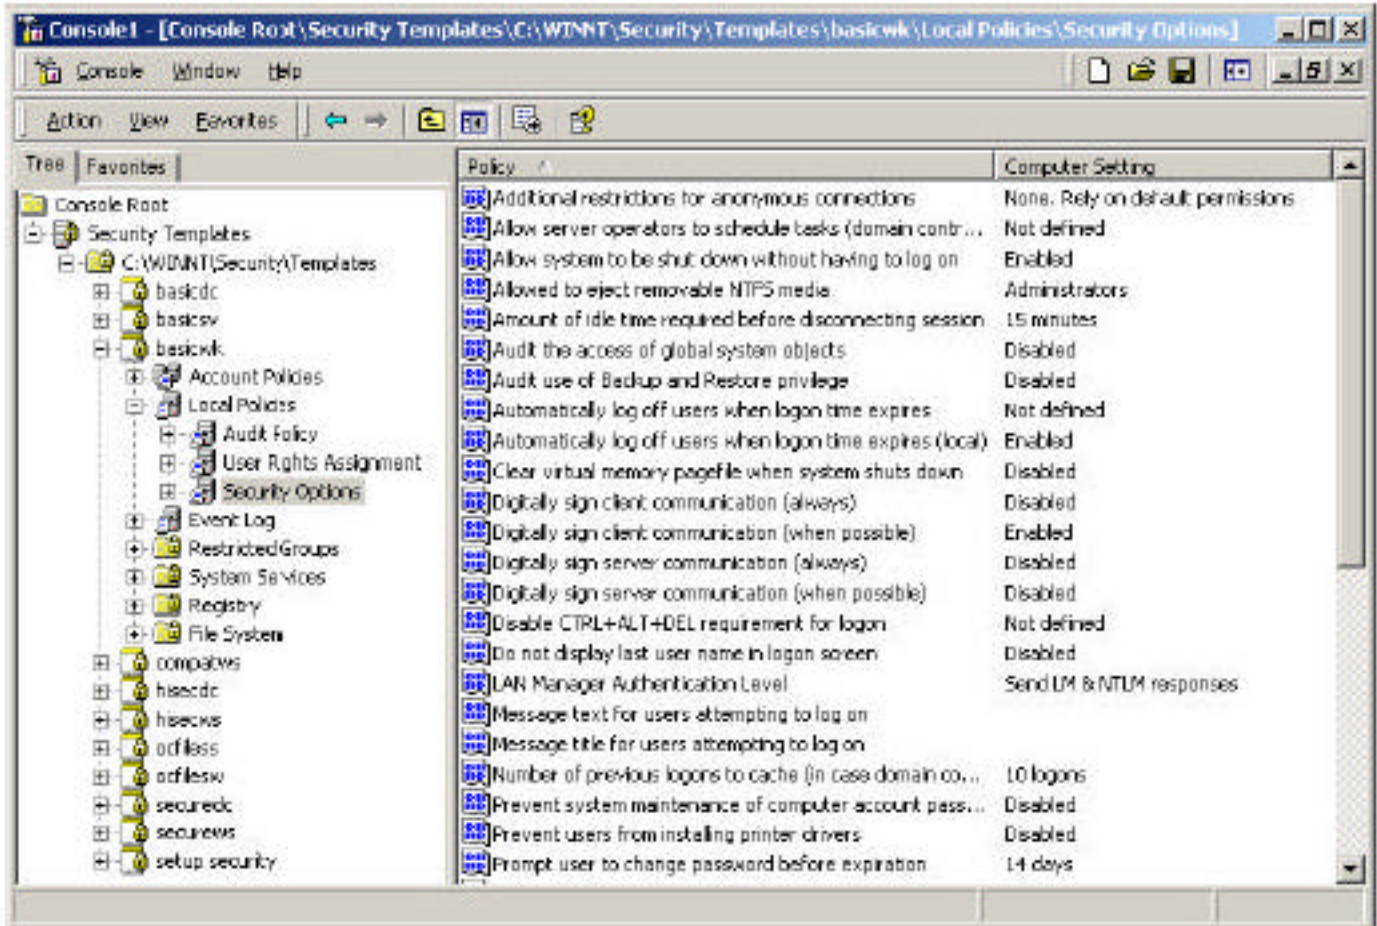 Console1 - [Console Root\Security Templates\C:\WINNT\Security\Templates\basicwk\Local Policies\Security Options]
Console Window Help
Action View Favorites
Tree Favorites
Console Root
Security Templates
C:\WINNT\Security\Templates
basicdc
basicsv
basicwk
Account Policies
Local Policies
Audit Policy
User Rights Assignment
Security Options
Event Log
Restricted Groups
System Services
Registry
File System
compatws
hisecdc
hisecws
ocfiless
ocfilesw
securedc
securews
setup security
Policy Computer Setting
Additional restrictions for anonymous connections None. Rely on default permissions
Allow server operators to schedule tasks (domain contr... Not defined
Allow system to be shut down without having to log on Enabled
Allowed to eject removable NTFS media Administrators
Amount of idle time required before disconnecting session 15 minutes
Audit the access of global system objects Disabled
Audit use of Backup and Restore privilege Disabled
Automatically log off users when logon time expires Not defined
Automatically log off users when logon time expires (local) Enabled
Clear virtual memory pagefile when system shuts down Disabled
Digitally sign client communication (always) Disabled
Digitally sign client communication (when possible) Enabled
Digitally sign server communication (always) Disabled
Digitally sign server communication (when possible) Disabled
Disable CTRL+ALT+DEL requirement for logon Not defined
Do not display last user name in logon screen Disabled
LAN Manager Authentication Level Send LM & NTLM responses
Message text for users attempting to log on
Message title for users attempting to log on
Number of previous logons to cache (in case domain co... 10 logons
Prevent system maintenance of computer account pass... Disabled
Prevent users from installing printer drivers Disabled
Prompt user to change password before expiration 14 days